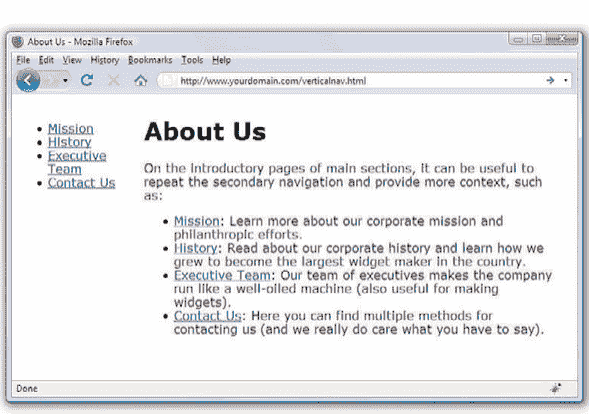 About Us - Mozilla Firefox
File Edit View History Bookmarks Tools Help
http://www.yourdomain.com/verticalnav.html
Mission
History
Executive
Team
Contact Us
About Us
On the introductory pages of main sections, it can be useful to
repeat the secondary navigation and provide more context, such
as:
Mission: Learn more about our corporate mission and
philanthropic efforts.
History: Read about our corporate history and learn how we
grew to become the largest widget maker in the country.
Executive Team: Our team of executives makes the company
run like a well-oiled machine (also useful for making
widgets).
Contact Us: Here you can find multiple methods for
contacting us (and we really do care what you have to say).
Done